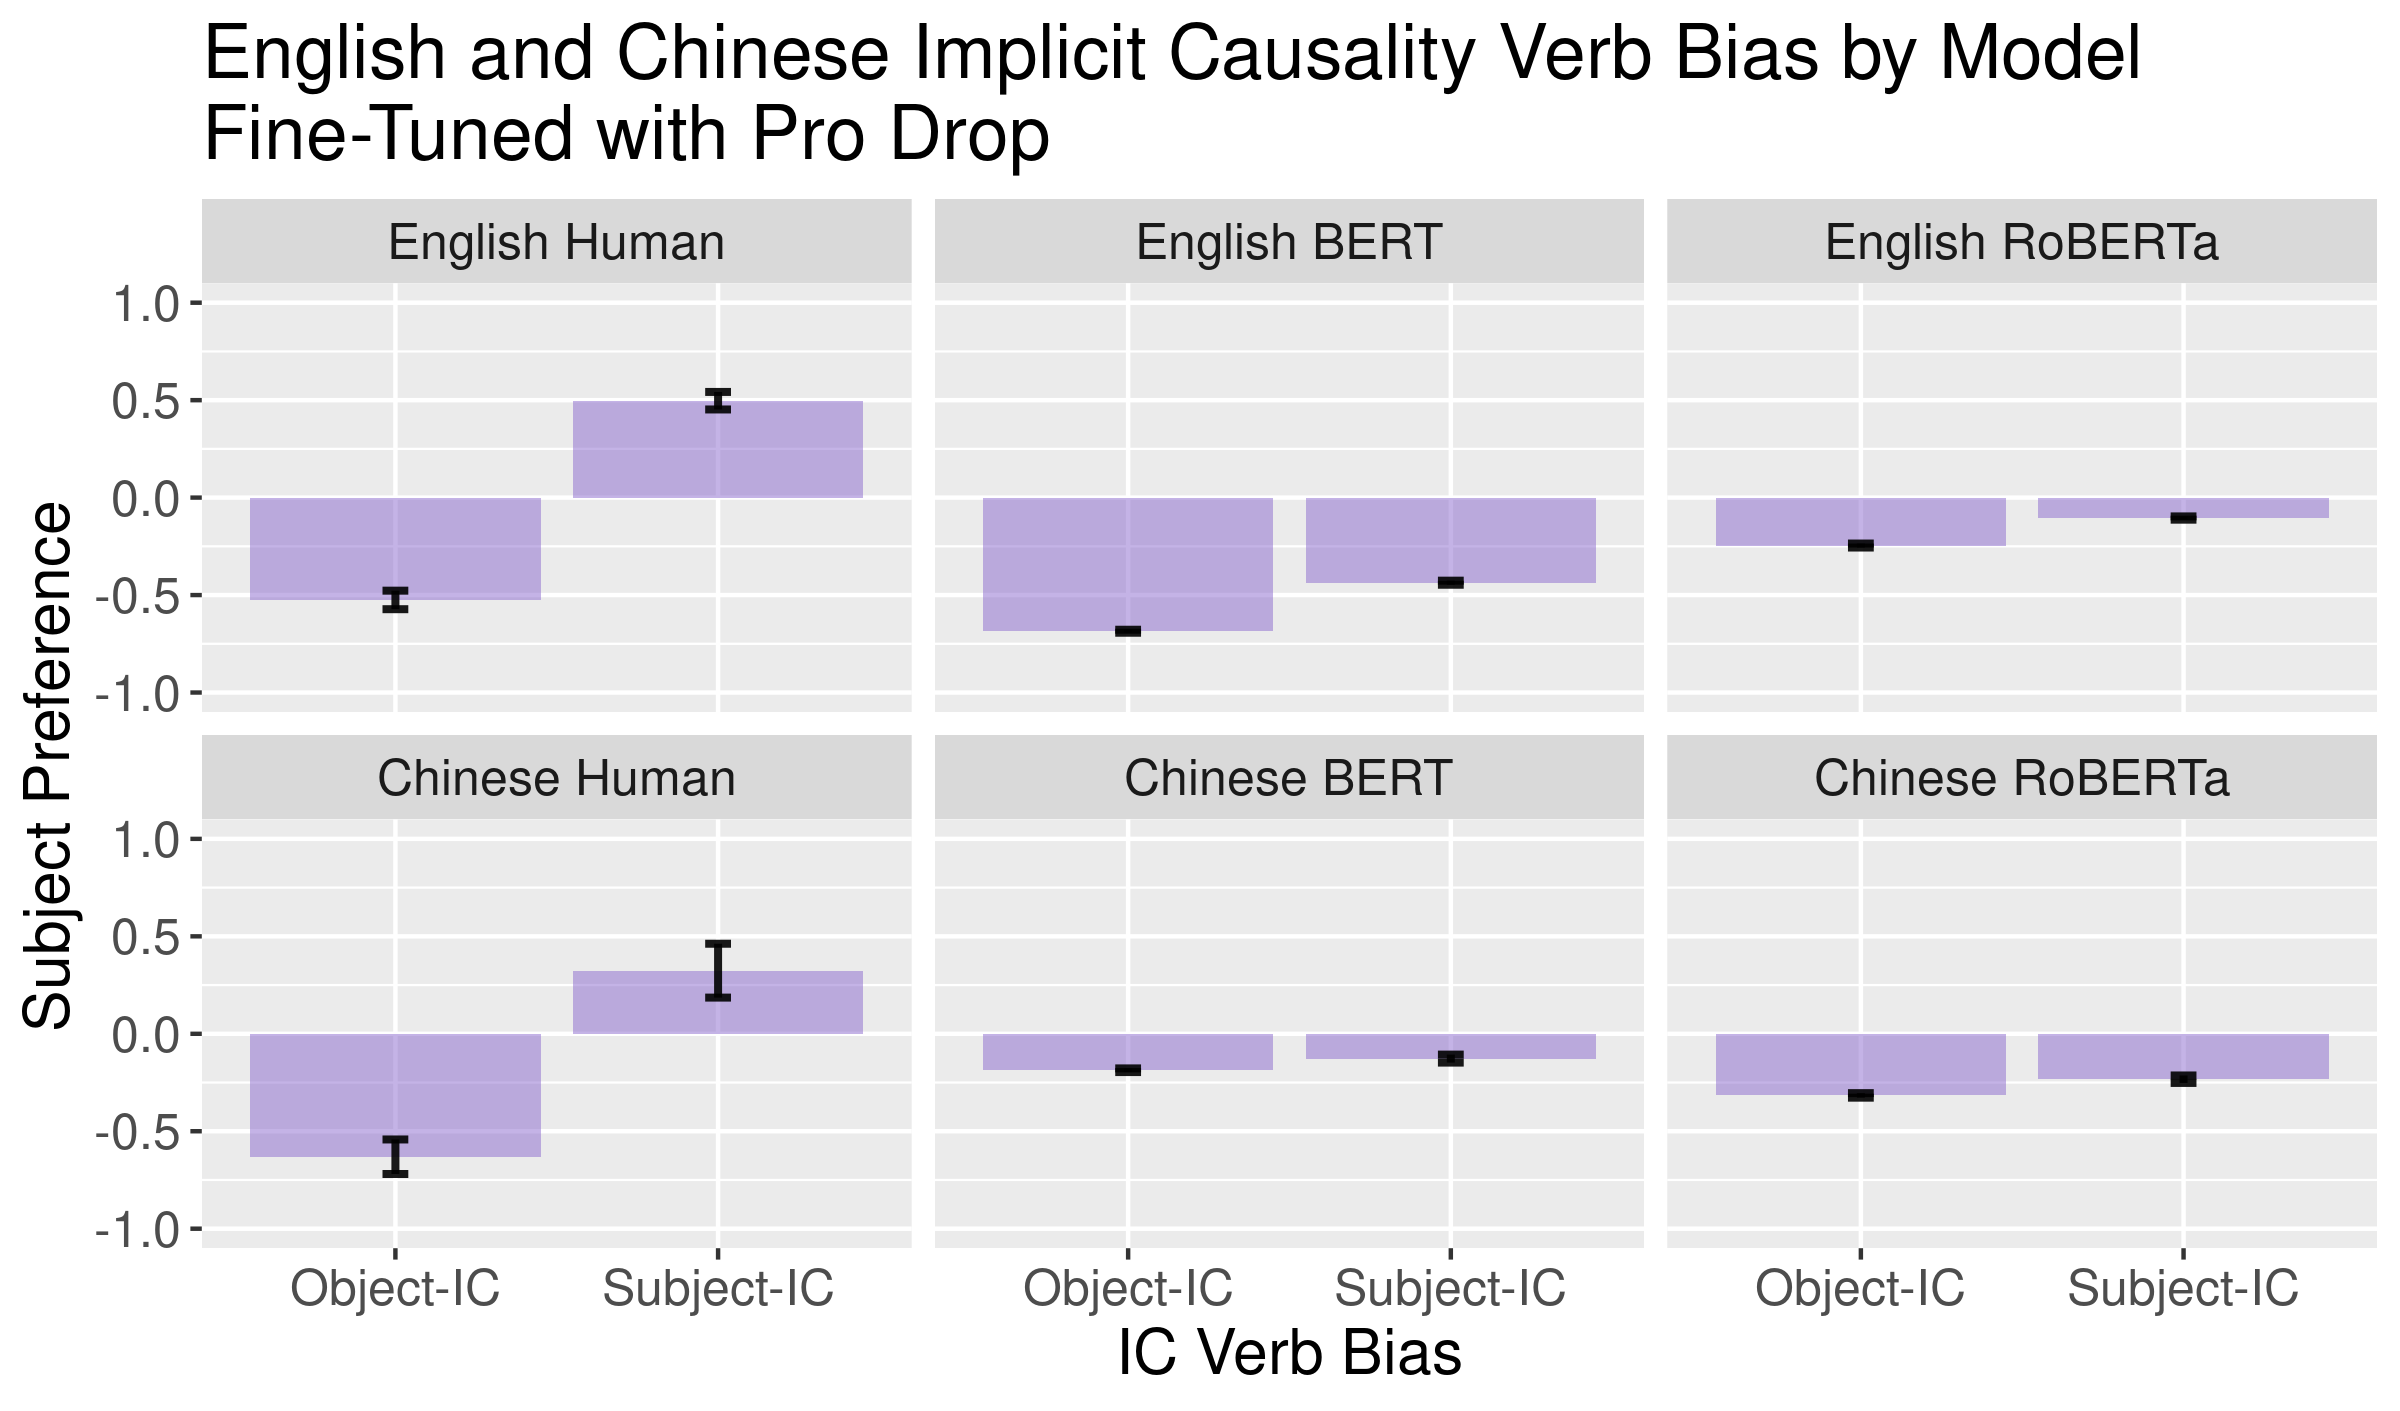 English and Chinese Implicit Causality Verb Bias by Model
Fine-Tuned with Pro Drop
English Human
English BERT
English RoBERTa
1.0
0.5
0.0
-0.5
-1.0
Subject Preference
Chinese Human
Chinese BERT
Chinese RoBERTa
1.0
0.5
0.0
-0.5
-1.0
Object-IC
Subject-IC
Object-IC
Subject-IC
Object-IC
Subject-IC
IC Verb Bias